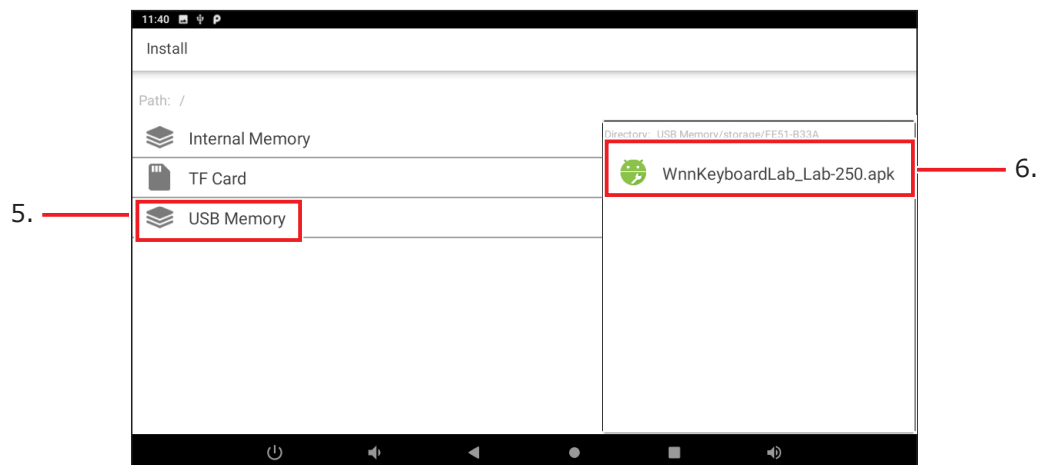 11:40
Install
Path: /
Internal Memory
TF Card
5.
USB Memory
Directory: USB Memory/storage/FE51-B33A
WnnKeyboardLab_Lab-250.apk
6.